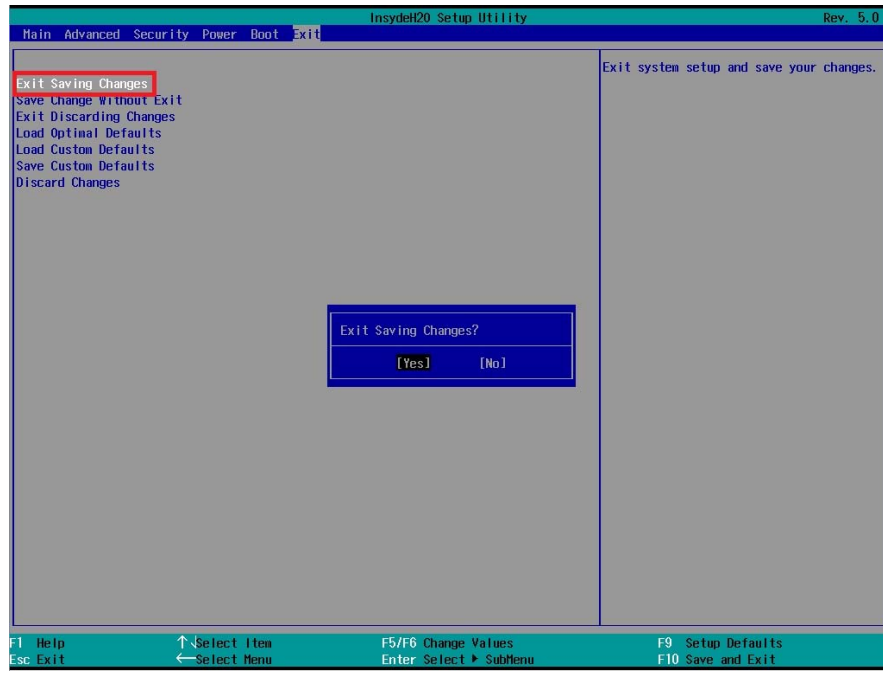 InsydeH20 Setup Utility Rev. 5.0
Main Advanced Security Power Boot Exit
Exit system setup and save your changes.
Exit Saving Changes
Save Change Without Exit
Exit Discarding Changes
Load Optimal Defaults
Load Custom Defaults
Save Custom Defaults
Discard Changes
Exit Saving Changes?
[Yes] [No]
F1 Help ↑↓Select Item F5/F6 Change Values F9 Setup Defaults
Esc Exit ←Select Menu Enter Select ▶ SubMenu F10 Save and Exit